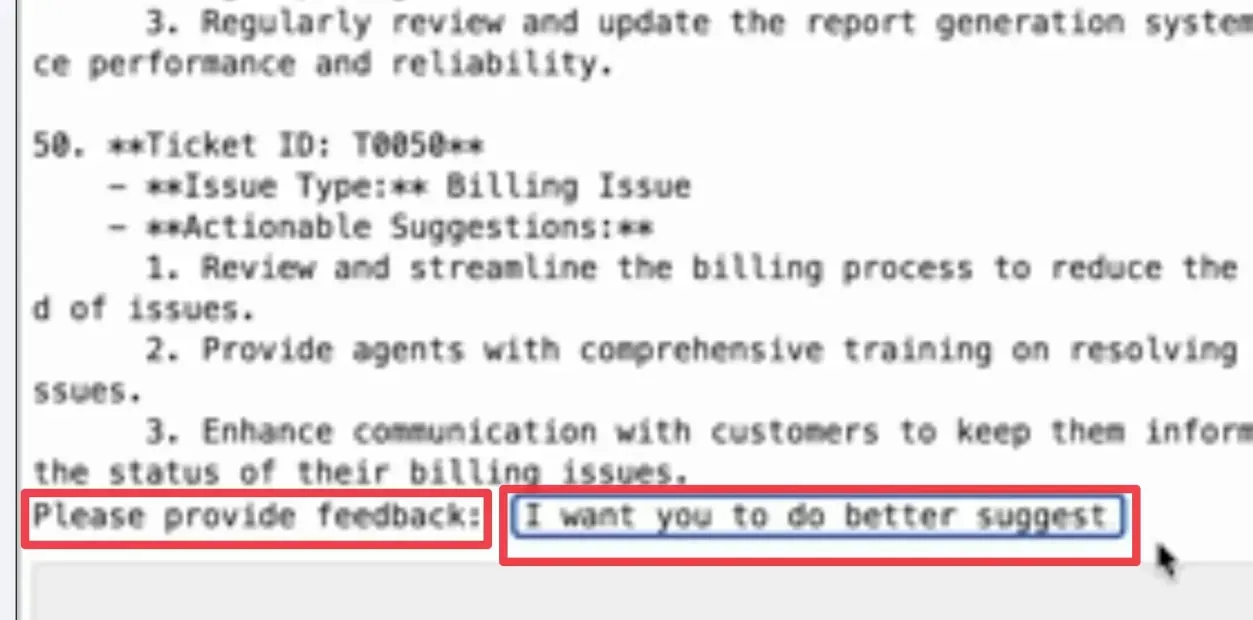 3. Regularly review and update the report generation system
ce performance and reliability.
50. **Ticket ID: T0050**
- **Issue Type:** Billing Issue
- **Actionable Suggestions:**
1. Review and streamline the billing process to reduce the
d of issues.
2. Provide agents with comprehensive training on resolving
ssues.
3. Enhance communication with customers to keep them inform
the status of their billing issues.
Please provide feedback: I want you to do better suggest